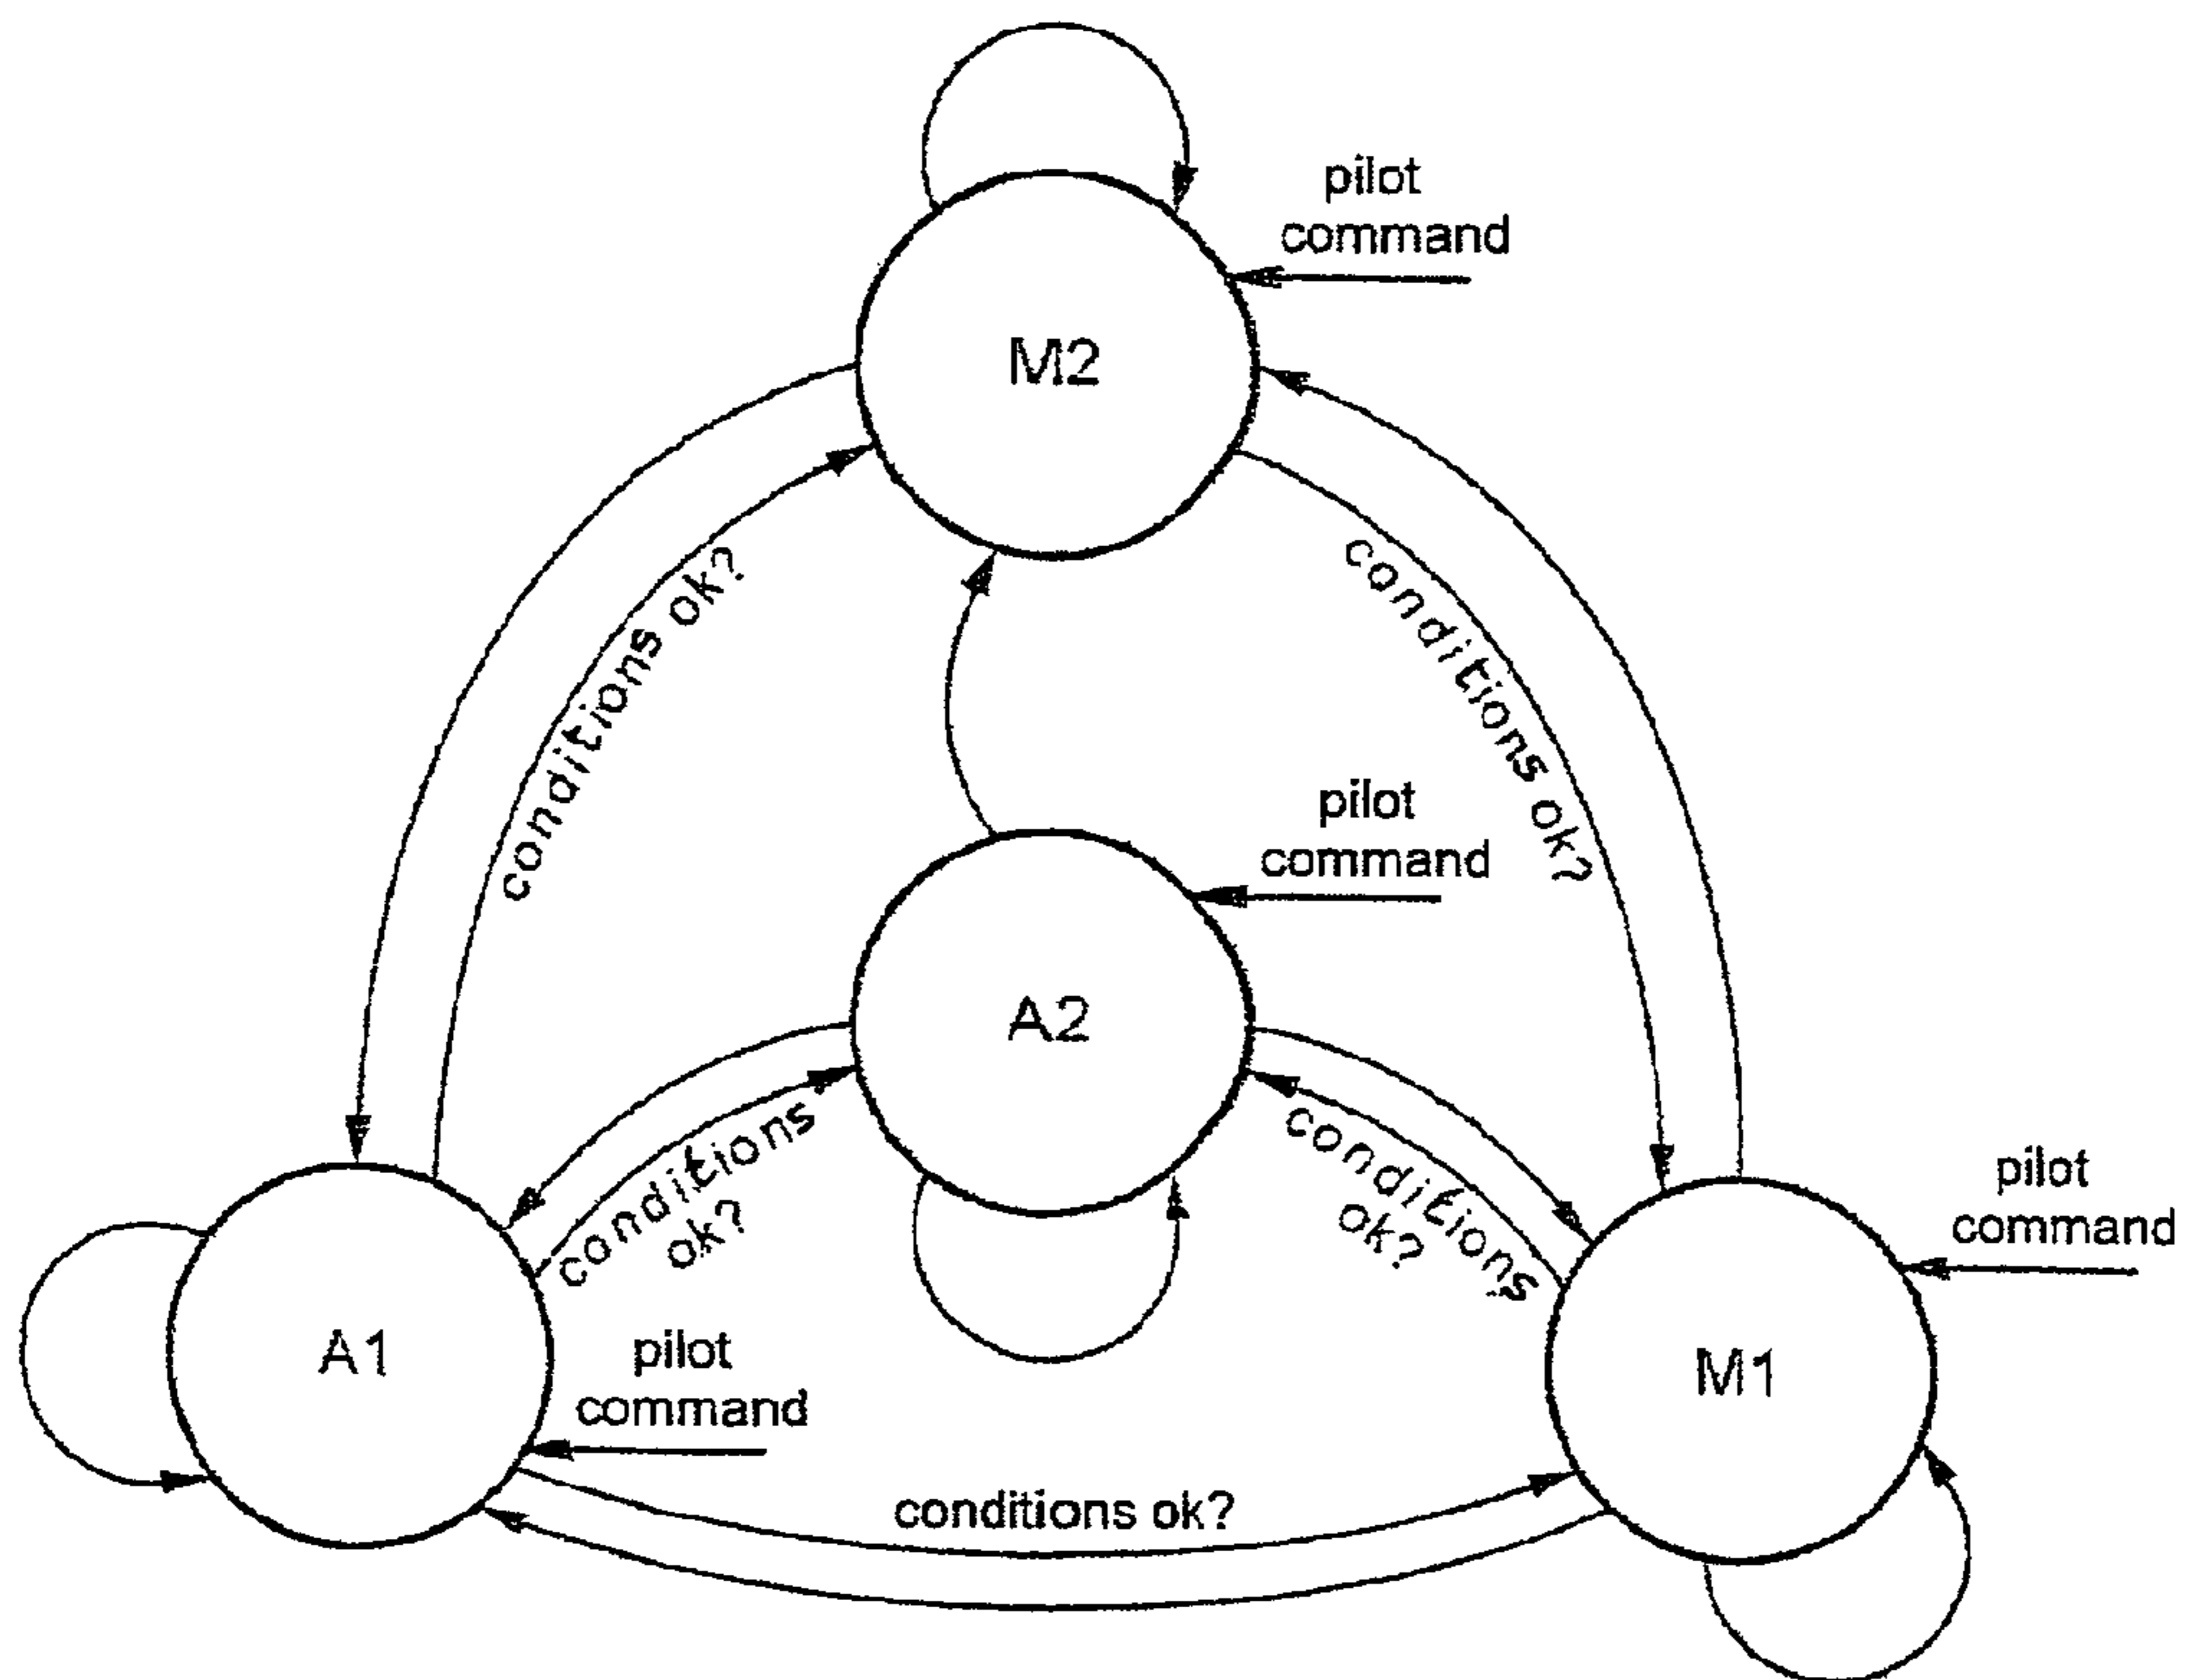 pilot
command
M2
conditions ok?
conditions ok?
pilot
command
A2
conditions
ok?
conditions
ok?
pilot
command
A1
pilot
command
M1
conditions ok?